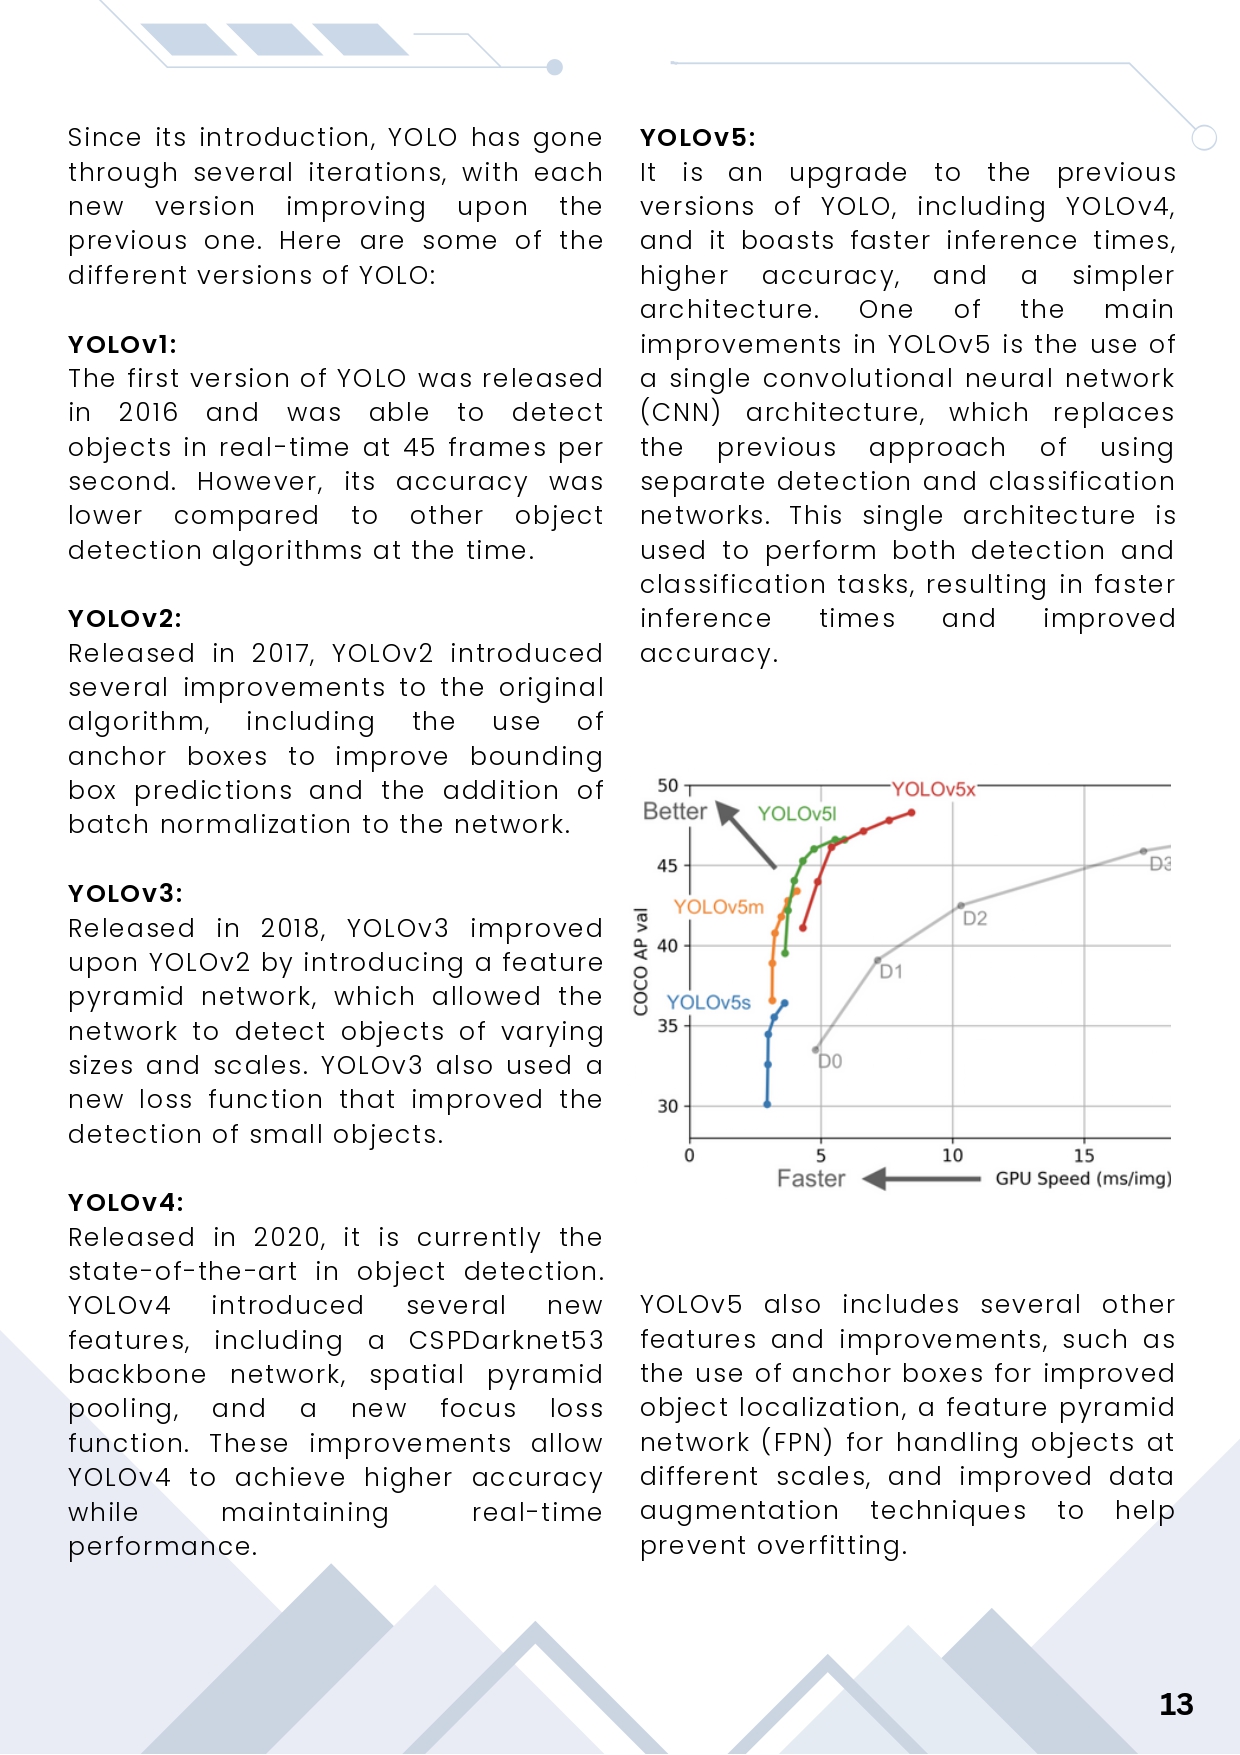 Since its introduction, YOLO has gone
through several iterations, with each
new version improving upon the
previous one. Here are some of the
different versions of YOLO:
YOLOv1:
The first version of YOLO was released
in 2016 and was able to detect
objects in real-time at 45 frames per
second. However, its accuracy was
lower compared to other object
detection algorithms at the time.
YOLOv2:
Released in 2017, YOLOv2 introduced
several improvements to the original
algorithm, including the use of
anchor boxes to improve bounding
box predictions and the addition of
batch normalization to the network.
YOLOv3:
Released in 2018, YOLOv3 improved
upon YOLOv2 by introducing a feature
pyramid network, which allowed the
network to detect objects of varying
sizes and scales. YOLOv3 also used a
new loss function that improved the
detection of small objects.
YOLOv4:
Released in 2020, it is currently the
state-of-the-art in object detection.
YOLOv4 introduced several new
features, including a CSPDarknet53
backbone network, spatial pyramid
pooling, and a new focus loss
function. These improvements allow
YOLOv4 to achieve higher accuracy
while maintaining real-time
performance.
YOLOv5:
It is an upgrade to the previous
versions of YOLO, including YOLOv4,
and it boasts faster inference times,
higher accuracy, and a simpler
architecture. One of the main
improvements in YOLOv5 is the use of
a single convolutional neural network
(CNN) architecture, which replaces
the previous approach of using
separate detection and classification
networks. This single architecture is
used to perform both detection and
classification tasks, resulting in faster
inference times and improved
accuracy.
50
YOLOv5x
Better
YOLOv5l
45
D3
YOLOv5m
D2
40
COCO AP val
D1
YOLOv5s
35
D0
30
0 5 10 15
Faster
GPU Speed (ms/img)
YOLOv5 also includes several other
features and improvements, such as
the use of anchor boxes for improved
object localization, a feature pyramid
network (FPN) for handling objects at
different scales, and improved data
augmentation techniques to help
prevent overfitting.
13